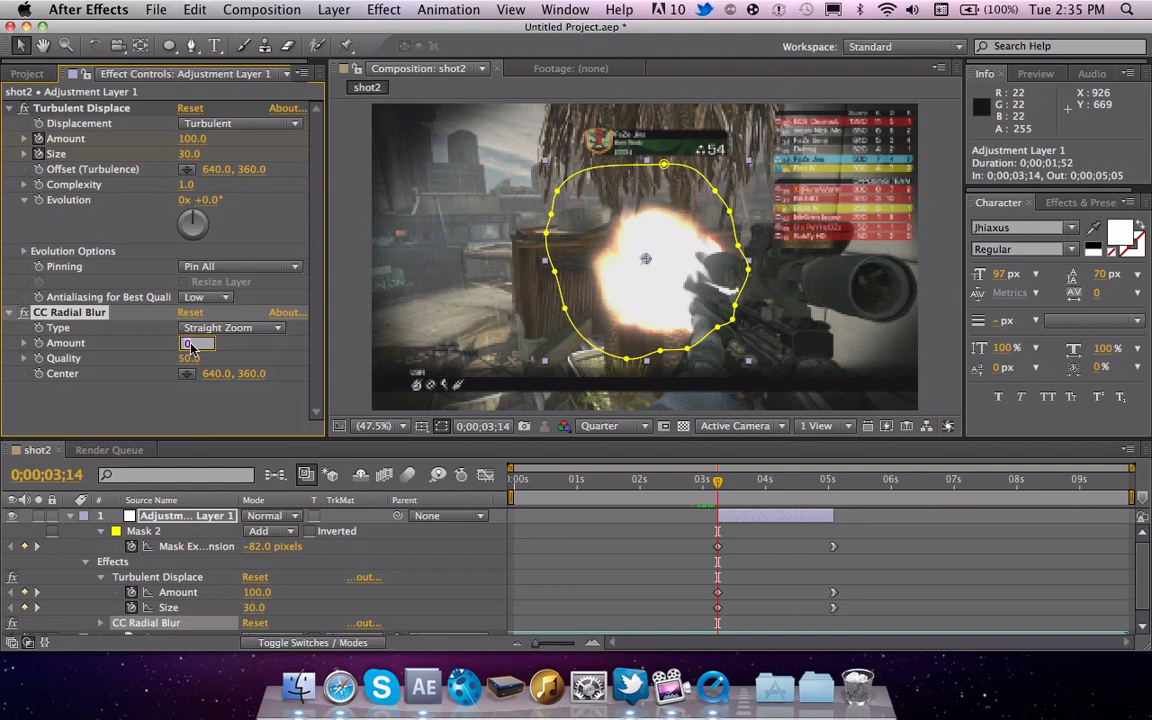 After Effects File Edit Composition Layer Effect Animation View Window Help 10 (100%) Tue 2:35 PM
Untitled Project.aep *
Workspace: Standard Search Help
Project Effect Controls: Adjustment Layer 1 Composition: shot2 Footage: (none) Info Preview Audio
shot2 • Adjustment Layer 1 shot2
Turbulent Displace Reset About...
Displacement Turbulent
Amount 100.0
Size 30.0
Offset (Turbulence) 640.0, 360.0
Complexity 1.0
Evolution 0x +0.0°
Evolution Options
Pinning Pin All
Resize Layer
Antialiasing for Best Quali Low
CC Radial Blur Reset About...
Type Straight Zoom
Amount 0
Quality 50.0
Center 640.0, 360.0
54
R: 22 X: 926
G: 22 Y: 669
B: 22
A: 255
Adjustment Layer 1
Duration: 0;00;01;52
In: 0;00;03;14, Out: 0;00;05;05
Character Effects & Prese
Jhiaxus
Regular
97 px 70 px
Metrics 0
- px
100 % 100 %
0 px 0 %
T T TT Tt T¹ T₁
(47.5%) 0;00;03;14 Quarter Active Camera 1 View
shot2 Render Queue
0;00;03;14
:00s 01s 02s 03s 04s 05s 06s 07s 08s 09s
# Source Name Mode T TrkMat Parent
1 Adjustm... Layer 1 Normal None
Mask 2 Add Inverted
Mask Ex...nsion -82.0 pixels
Effects
Turbulent Displace Reset ...out...
Amount 100.0
Size 30.0
CC Radial Blur Reset ...out...
Toggle Switches / Modes